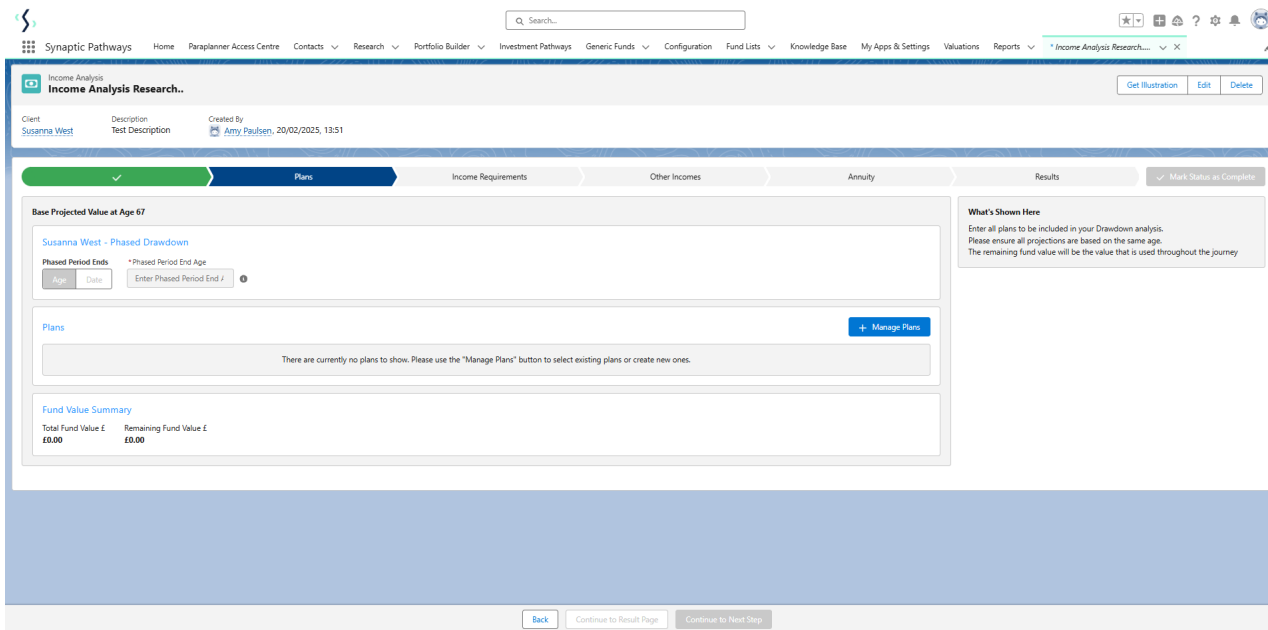 Search...
Synaptic Pathways Home Paraplanner Access Centre Contacts Research Portfolio Builder Investment Pathways Generic Funds Configuration Fund Lists Knowledge Base My Apps & Settings Valuations Reports * Income Analysis Research....
Income Analysis
Income Analysis Research..
Get Illustration Edit Delete
Client Description Created By
Susanna West Test Description Amy Paulsen, 20/02/2025, 13:51
Plans Income Requirements Other Incomes Annuity Results Mark Status as Complete
Base Projected Value at Age 67
Susanna West - Phased Drawdown
Phased Period Ends *Phased Period End Age
Age Date Enter Phased Period End A
Plans
+ Manage Plans
There are currently no plans to show. Please use the "Manage Plans" button to select existing plans or create new ones.
Fund Value Summary
Total Fund Value £ Remaining Fund Value £
£0.00 £0.00
What's Shown Here
Enter all plans to be included in your Drawdown analysis.
Please ensure all projections are based on the same age.
The remaining fund value will be the value that is used throughout the journey
Back Continue to Result Page Continue to Next Step